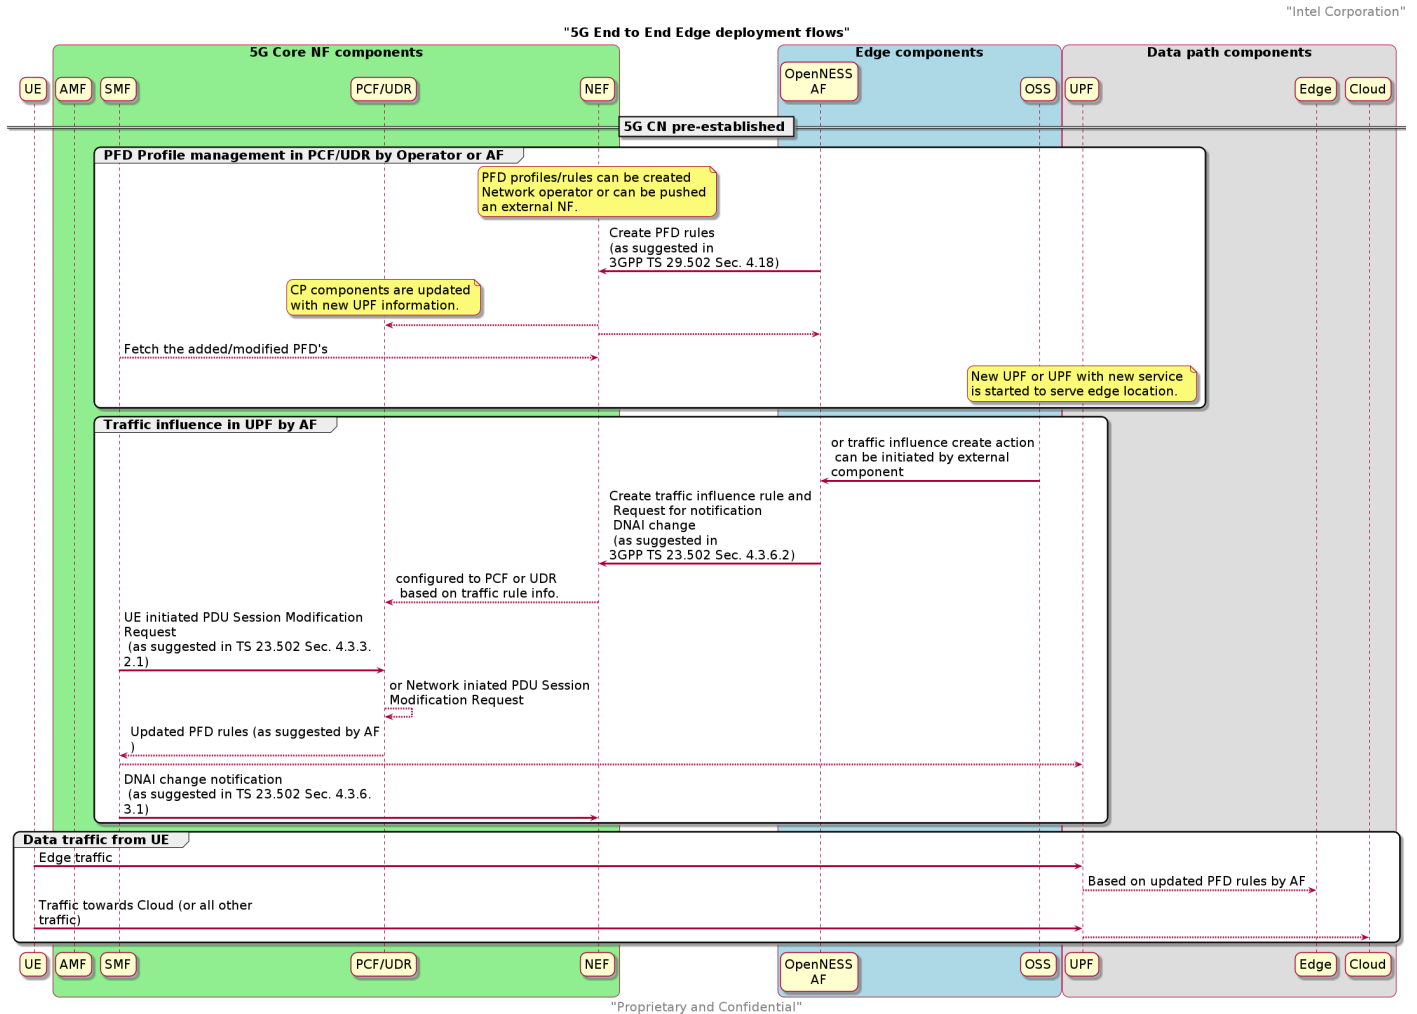 "Intel Corporation"
"5G End to End Edge deployment flows"
5G Core NF components
Edge components
Data path components
UE
AMF
SMF
PCF/UDR
NEF
OpenNESS
AF
OSS
UPF
Edge
Cloud
5G CN pre-established
PFD Profile management in PCF/UDR by Operator or AF
PFD profiles/rules can be created
Network operator or can be pushed
an external NF.
Create PFD rules
(as suggested in
3GPP TS 29.502 Sec. 4.18)
CP components are updated
with new UPF information.
Fetch the added/modified PFD's
New UPF or UPF with new service
is started to serve edge location.
Traffic influence in UPF by AF
or traffic influence create action
can be initiated by external
component
Create traffic influence rule and
Request for notification
DNAI change
(as suggested in
3GPP TS 23.502 Sec. 4.3.6.2)
configured to PCF or UDR
based on traffic rule info.
UE initiated PDU Session Modification
Request
(as suggested in TS 23.502 Sec. 4.3.3.
2.1)
or Network iniated PDU Session
Modification Request
Updated PFD rules (as suggested by AF
)
DNAI change notification
(as suggested in TS 23.502 Sec. 4.3.6.
3.1)
Data traffic from UE
Edge traffic
Based on updated PFD rules by AF
Traffic towards Cloud (or all other
traffic)
UE
AMF
SMF
PCF/UDR
NEF
OpenNESS
AF
OSS
UPF
Edge
Cloud
"Proprietary and Confidential"